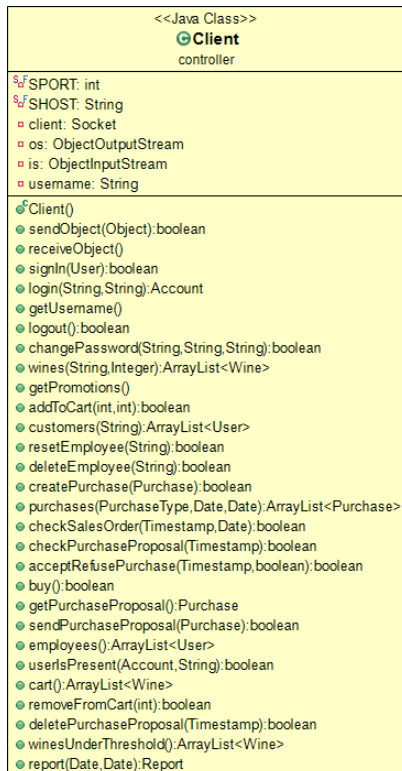 <<Java Class>>
Client
controller
SPORT: int
SHOST: String
client: Socket
os: ObjectOutputStream
is: ObjectInputStream
username: String
Client()
sendObject(Object):boolean
receiveObject()
signIn(User):boolean
login(String,String):Account
getUsername()
logout():boolean
changePassword(String,String,String):boolean
wines(String,Integer):ArrayList<Wine>
getPromotions()
addToCart(int,int):boolean
customers(String):ArrayList<User>
resetEmployee(String):boolean
deleteEmployee(String):boolean
createPurchase(Purchase):boolean
purchases(PurchaseType,Date,Date):ArrayList<Purchase>
checkSalesOrder(Timestamp,Date):boolean
checkPurchaseProposal(Timestamp):boolean
acceptRefusePurchase(Timestamp,boolean):boolean
buy():boolean
getPurchaseProposal():Purchase
sendPurchaseProposal(Purchase):boolean
employees():ArrayList<User>
userIsPresent(Account,String):boolean
cart():ArrayList<Wine>
removeFromCart(int):boolean
deletePurchaseProposal(Timestamp):boolean
winesUnderThreshold():ArrayList<Wine>
report(Date,Date):Report